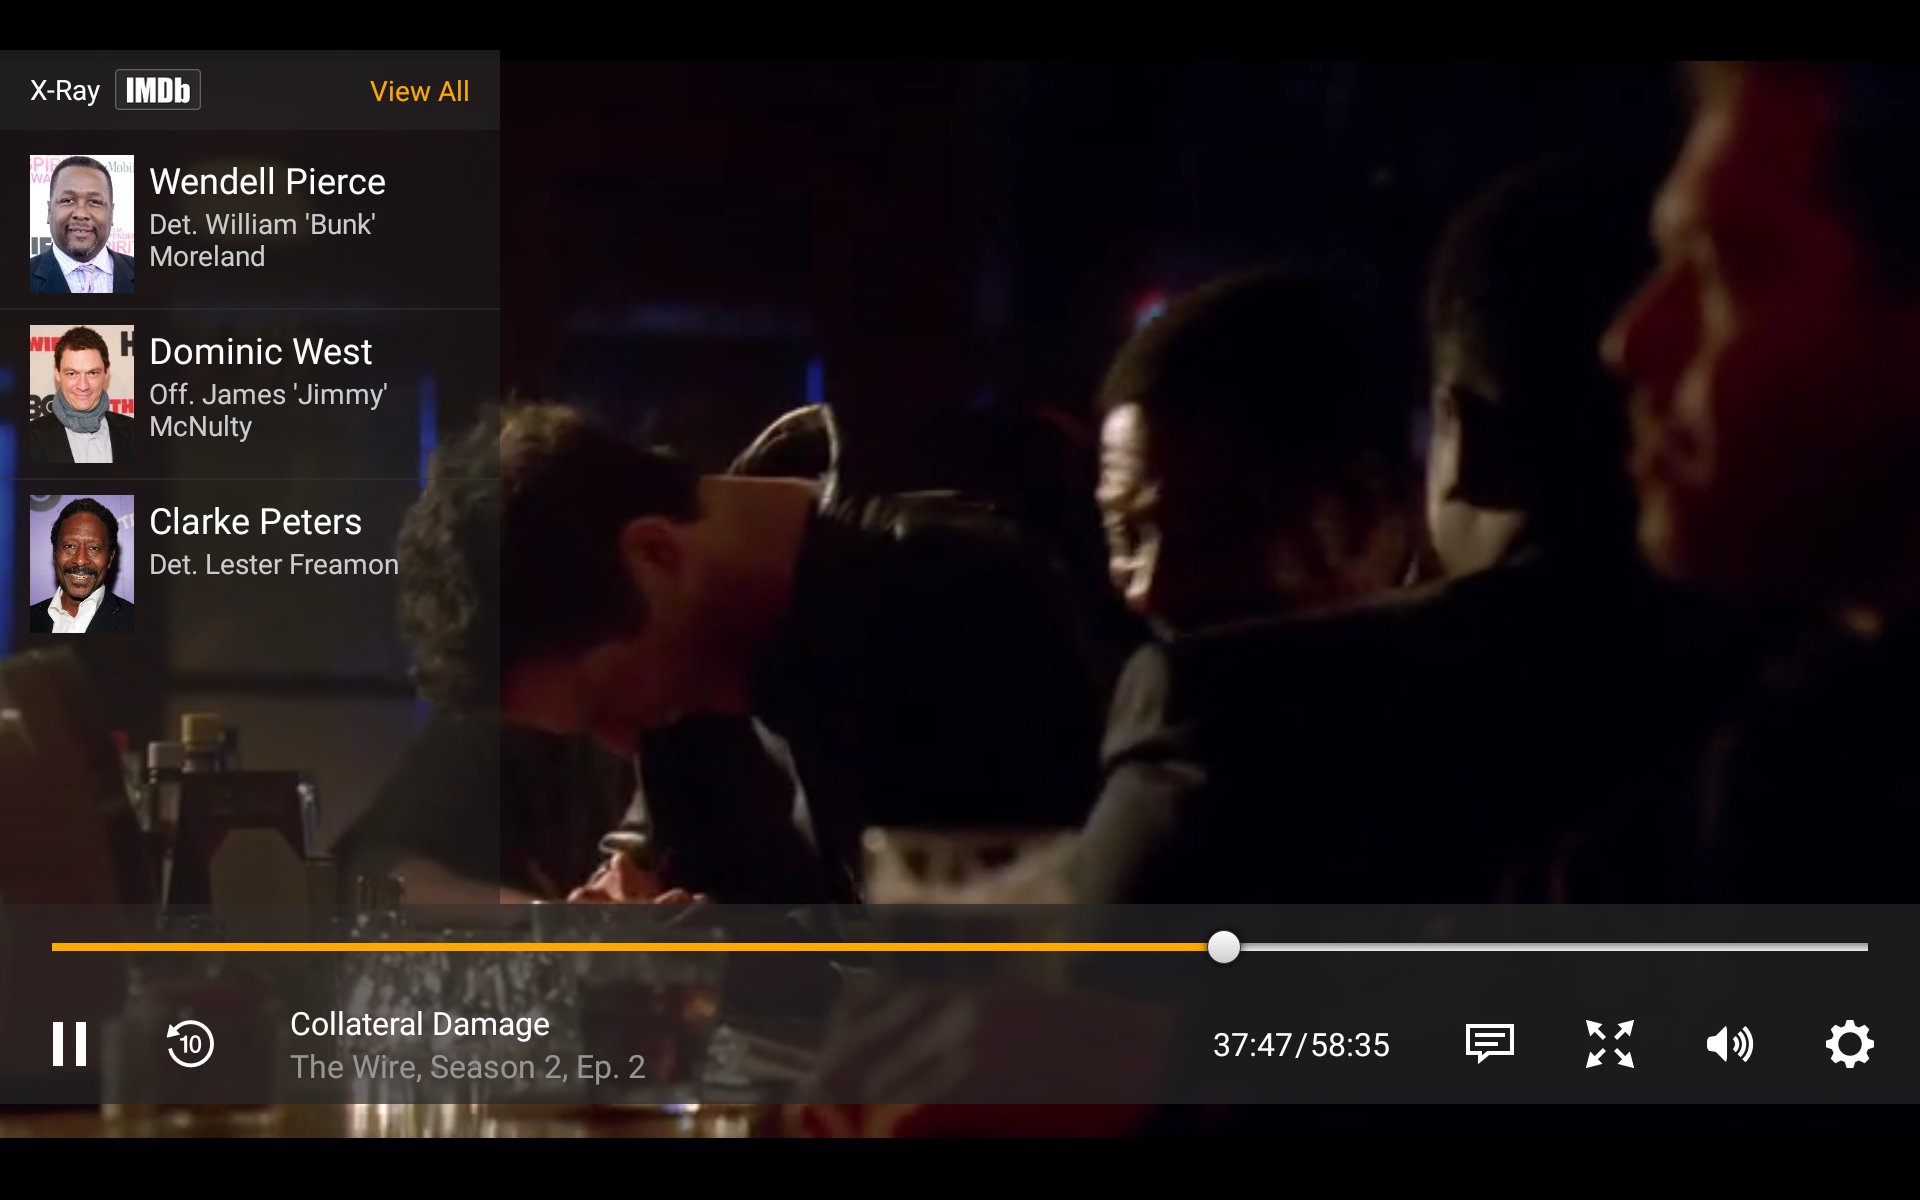 X-Ray IMDb View All
Wendell Pierce
Det. William 'Bunk'
Moreland
Dominic West
Off. James 'Jimmy'
McNulty
Clarke Peters
Det. Lester Freamon
10
Collateral Damage
The Wire, Season 2, Ep. 2
37:47/58:35